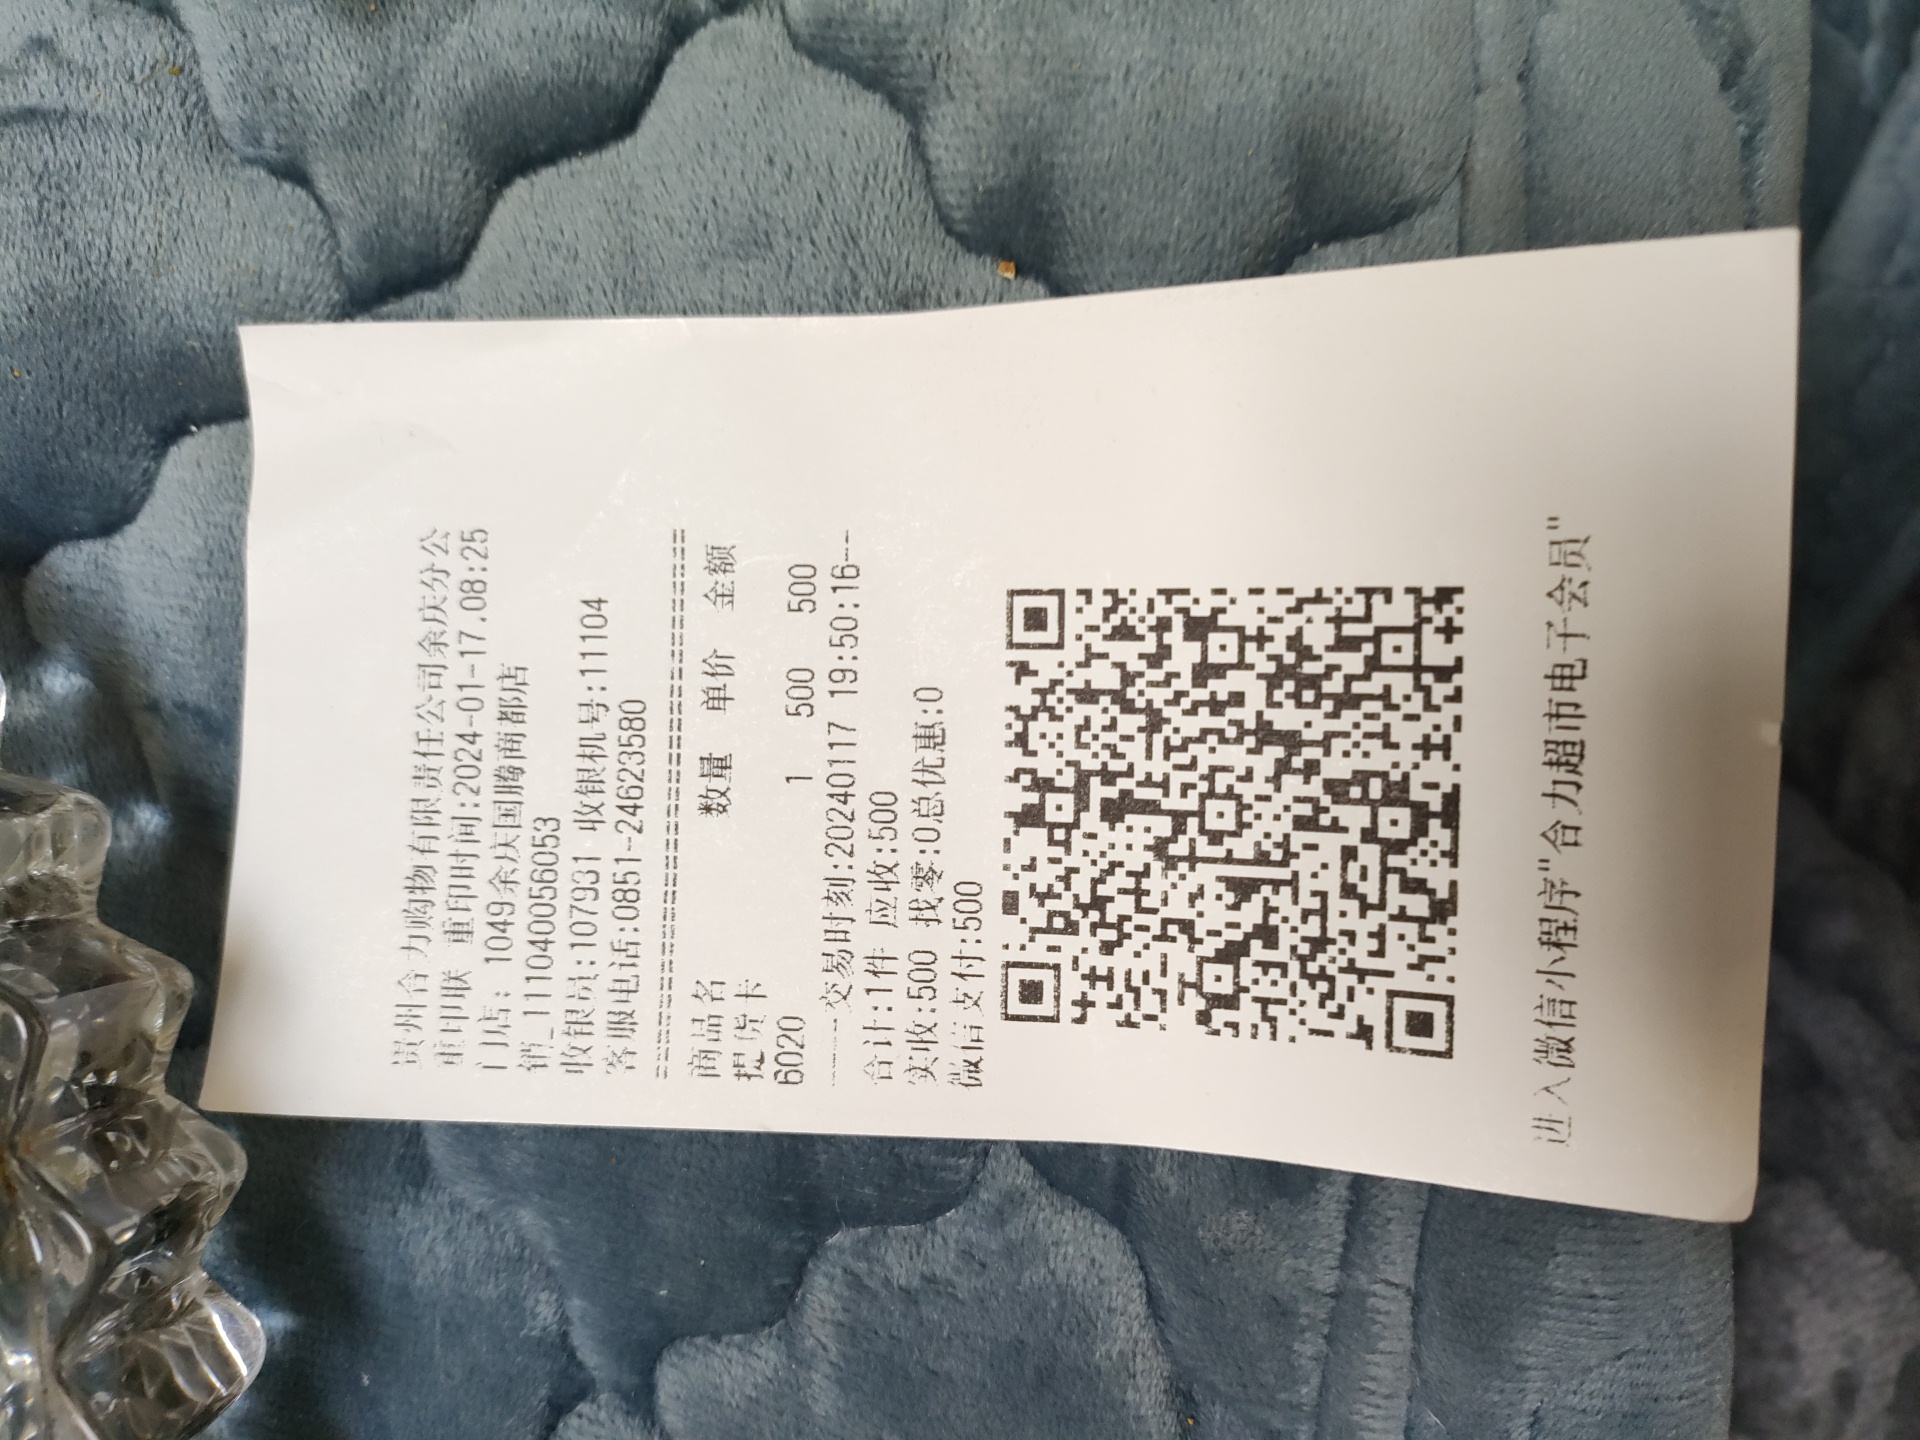 贵州合力购物有限责任公司余庆分公
重印联 重印时间:2024-01-17.08:25
门店: 1049余庆国腾商都店
销_111040056053
收银员:107931 收银机号:11104
客服电话:0851-24623580
商品名 数量 单价 金额
提货卡
6020 1 500 500
----交易时刻:20240117 19:50:16--
合计:1件 应收:500
实收:500 找零:0总优惠:0
微信支付:500
进入微信小程序"合力超市电子会员"